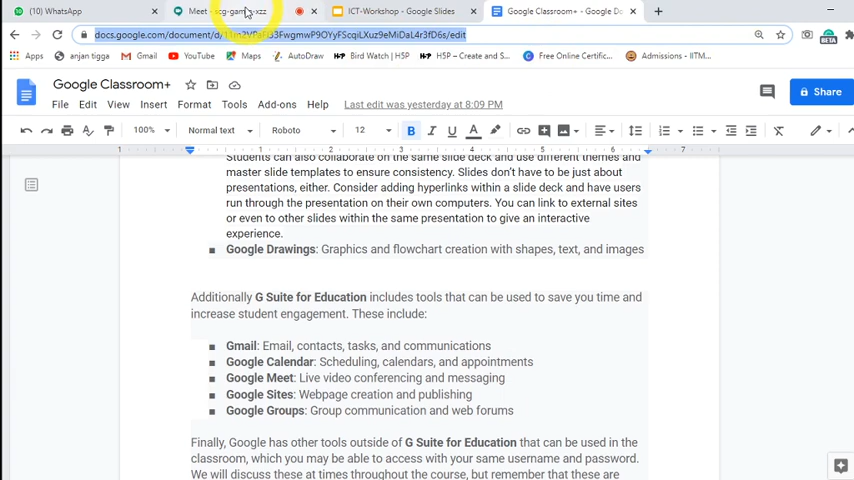 (10) WhatsApp
Meet - scg-gam
ICT-Workshop - Google Slides
Google Classroom+ - Google Do
docs.google.com/document/d/
Apps
anjan tigga
Gmail
YouTube
Maps
AutoDraw
Bird Watch | H5P
H5P – Create and S...
Free Online Certific...
Admissions - IITM...
Google Classroom+
File Edit View Insert Format Tools Add-ons Help Last edit was yesterday at 8:09 PM
Share
100% Normal text Roboto 12 B I U A
1 1 2 3 4 5 6 7
Students can also collaborate on the same slide deck and use different themes and
master slide templates to ensure consistency. Slides don't have to be just about
presentations, either. Consider adding hyperlinks within a slide deck and have users
run through the presentation on their own computers. You can link to external sites
or even to other slides within the same presentation to give an interactive
experience.
Google Drawings: Graphics and flowchart creation with shapes, text, and images
Additionally G Suite for Education includes tools that can be used to save you time and
increase student engagement. These include:
Gmail: Email, contacts, tasks, and communications
Google Calendar: Scheduling, calendars, and appointments
Google Meet: Live video conferencing and messaging
Google Sites: Webpage creation and publishing
Google Groups: Group communication and web forums
Finally, Google has other tools outside of G Suite for Education that can be used in the
classroom, which you may be able to access with your same username and password.
We will discuss these at times throughout the course, but remember that these are